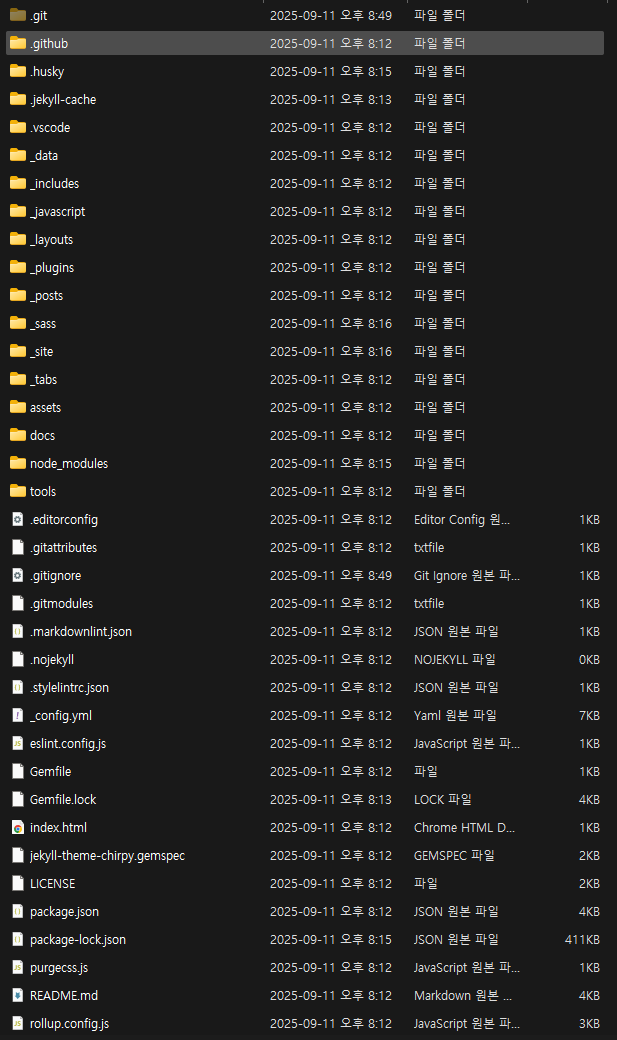 .git 2025-09-11 오후 8:49 파일 폴더
.github 2025-09-11 오후 8:12 파일 폴더
.husky 2025-09-11 오후 8:15 파일 폴더
.jekyll-cache 2025-09-11 오후 8:13 파일 폴더
.vscode 2025-09-11 오후 8:12 파일 폴더
_data 2025-09-11 오후 8:12 파일 폴더
_includes 2025-09-11 오후 8:12 파일 폴더
_javascript 2025-09-11 오후 8:12 파일 폴더
_layouts 2025-09-11 오후 8:12 파일 폴더
_plugins 2025-09-11 오후 8:12 파일 폴더
_posts 2025-09-11 오후 8:12 파일 폴더
_sass 2025-09-11 오후 8:16 파일 폴더
_site 2025-09-11 오후 8:16 파일 폴더
_tabs 2025-09-11 오후 8:12 파일 폴더
assets 2025-09-11 오후 8:12 파일 폴더
docs 2025-09-11 오후 8:12 파일 폴더
node_modules 2025-09-11 오후 8:15 파일 폴더
tools 2025-09-11 오후 8:12 파일 폴더
.editorconfig 2025-09-11 오후 8:12 Editor Config 원... 1KB
.gitattributes 2025-09-11 오후 8:12 txtfile 1KB
.gitignore 2025-09-11 오후 8:49 Git Ignore 원본 파... 1KB
.gitmodules 2025-09-11 오후 8:12 txtfile 1KB
.markdownlint.json 2025-09-11 오후 8:12 JSON 원본 파일 1KB
.nojekyll 2025-09-11 오후 8:12 NOJEKYLL 파일 0KB
.stylelintrc.json 2025-09-11 오후 8:12 JSON 원본 파일 1KB
_config.yml 2025-09-11 오후 8:12 Yaml 원본 파일 7KB
eslint.config.js 2025-09-11 오후 8:12 JavaScript 원본 파... 1KB
Gemfile 2025-09-11 오후 8:12 파일 1KB
Gemfile.lock 2025-09-11 오후 8:13 LOCK 파일 4KB
index.html 2025-09-11 오후 8:12 Chrome HTML D... 1KB
jekyll-theme-chirpy.gemspec 2025-09-11 오후 8:12 GEMSPEC 파일 2KB
LICENSE 2025-09-11 오후 8:12 파일 2KB
package.json 2025-09-11 오후 8:12 JSON 원본 파일 4KB
package-lock.json 2025-09-11 오후 8:15 JSON 원본 파일 411KB
purgecss.js 2025-09-11 오후 8:12 JavaScript 원본 파... 1KB
README.md 2025-09-11 오후 8:12 Markdown 원본 ... 4KB
rollup.config.js 2025-09-11 오후 8:12 JavaScript 원본 파... 3KB